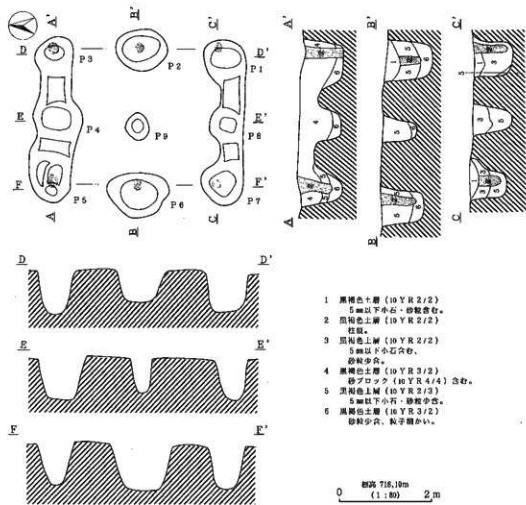 A'
B'
C'
D
D'
P3
P2
P1
E
E'
P4
P9
P8
F
F'
P5
P6
P7
A
B
C
A'
B'
C'
A
B
C
D
D'
E
E'
F
F'
1 黒褐色土層 (10YR2/2)
5㎜以下小石・砂粒含む。
2 黒褐色土層 (10YR2/2)
柱痕。
3 黒褐色土層 (10YR2/2)
5㎜以下小石含む、
砂粒少含。
4 黒褐色土層 (10YR3/2)
砂ブロック (10YR4/4) 含む。
5 黒褐色土層 (10YR2/3)
5㎜以下小石・砂粒少含。
6 黒褐色土層 (10YR3/2)
砂粒少含、粒子細かい。
標高 718,10m
(1:80)
0 2m